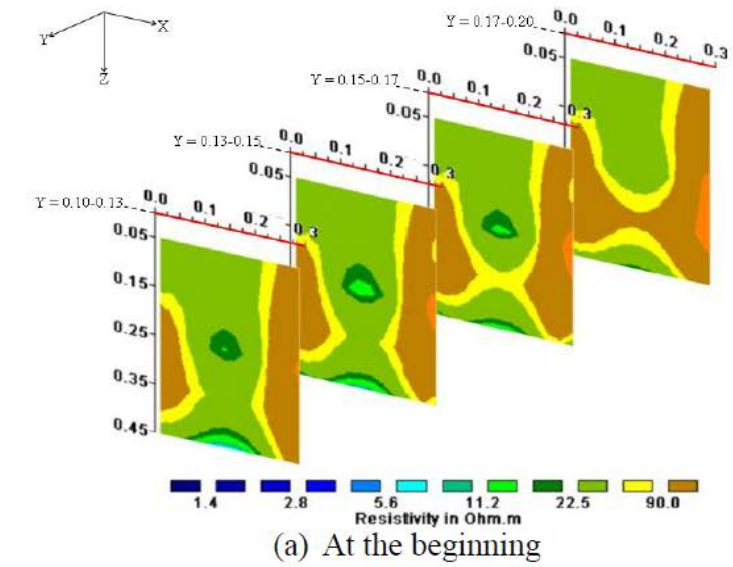 X
Y
Z
Y = 0.17-0.20
0.0 0.1 0.2 0.3
0.05
Y = 0.15-0.17
0.0 0.1 0.2 0.3
0.05
Y = 0.13-0.15
0.0 0.1 0.2 0.3
0.05
Y = 0.10-0.13
0.0 0.1 0.2 0.3
0.05
0.15
0.25
0.35
0.45
1.4 2.8 5.6 11.2 22.5 90.0
Resistivity in Ohm.m
(a) At the beginning